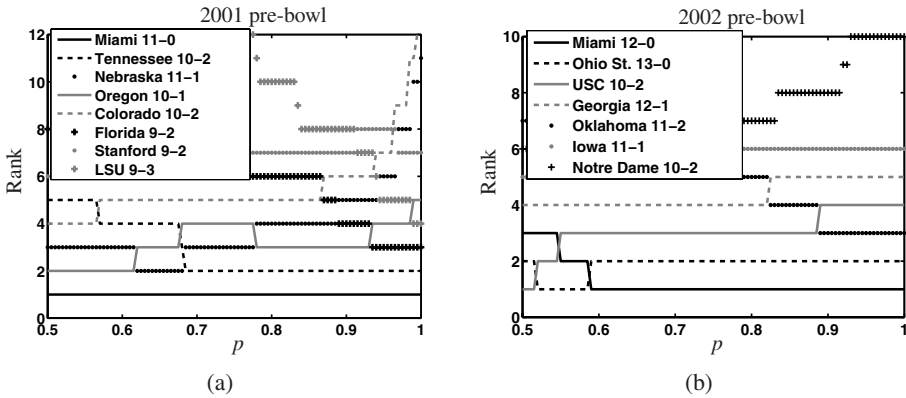 2001 pre-bowl
12
10
8
6
4
2
0
Rank
Miami 11−0
Tennessee 10−2
Nebraska 11−1
Oregon 10−1
Colorado 10−2
Florida 9−2
Stanford 9−2
LSU 9−3
0.5 0.6 0.7 0.8 0.9 1
p
(a)
2002 pre-bowl
10
8
6
4
2
0
Rank
Miami 12−0
Ohio St. 13−0
USC 10−2
Georgia 12−1
Oklahoma 11−2
Iowa 11−1
Notre Dame 10−2
0.5 0.6 0.7 0.8 0.9 1
p
(b)